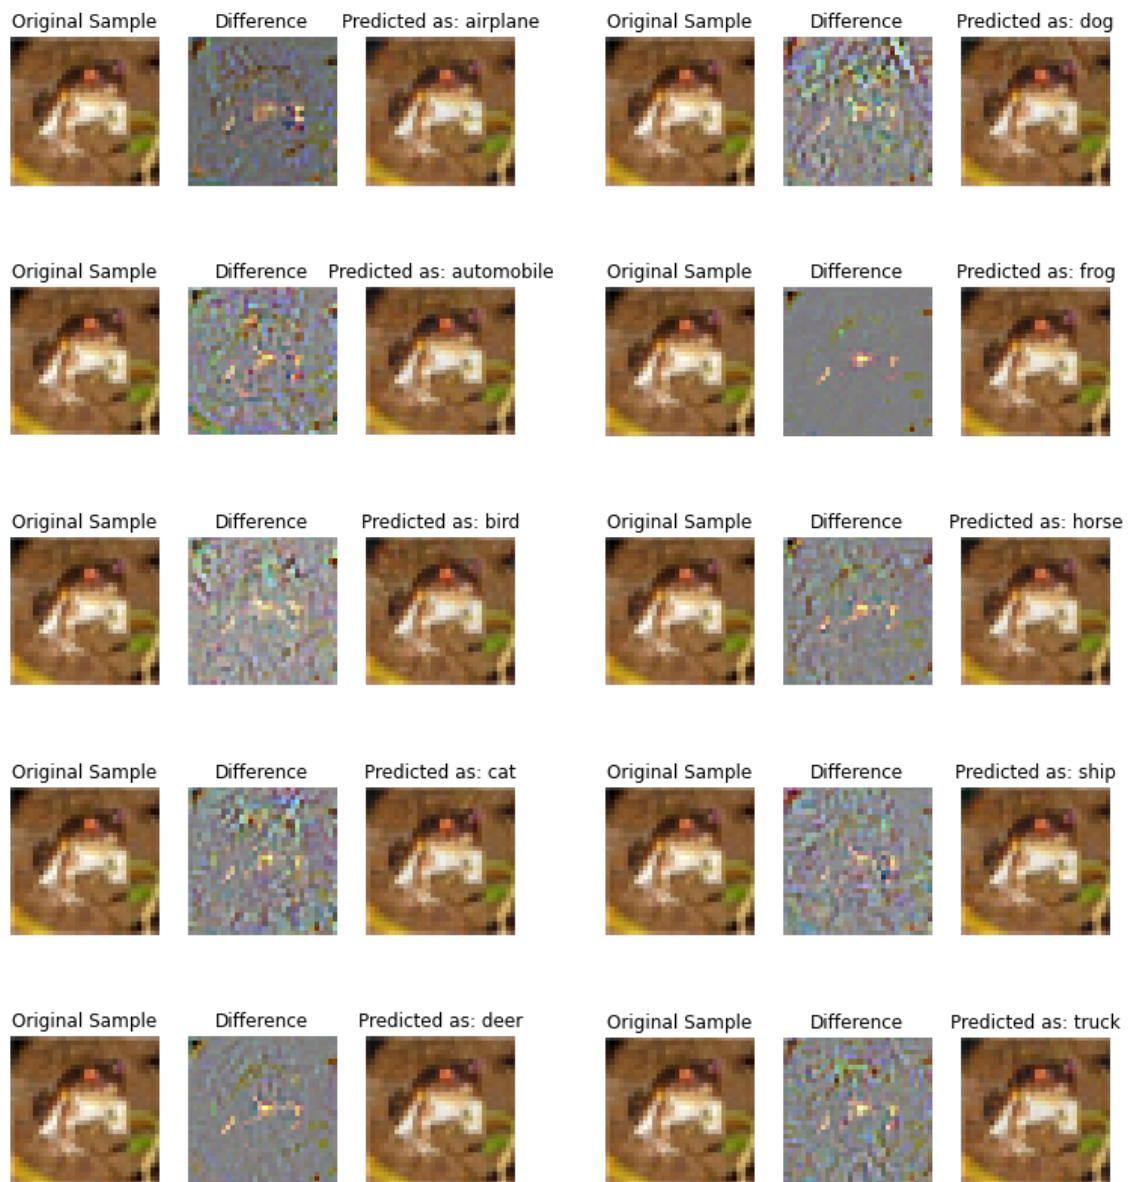 Original Sample Difference Predicted as: airplane Original Sample Difference Predicted as: dog
Original Sample Difference Predicted as: automobile Original Sample Difference Predicted as: frog
Original Sample Difference Predicted as: bird Original Sample Difference Predicted as: horse
Original Sample Difference Predicted as: cat Original Sample Difference Predicted as: ship
Original Sample Difference Predicted as: deer Original Sample Difference Predicted as: truck